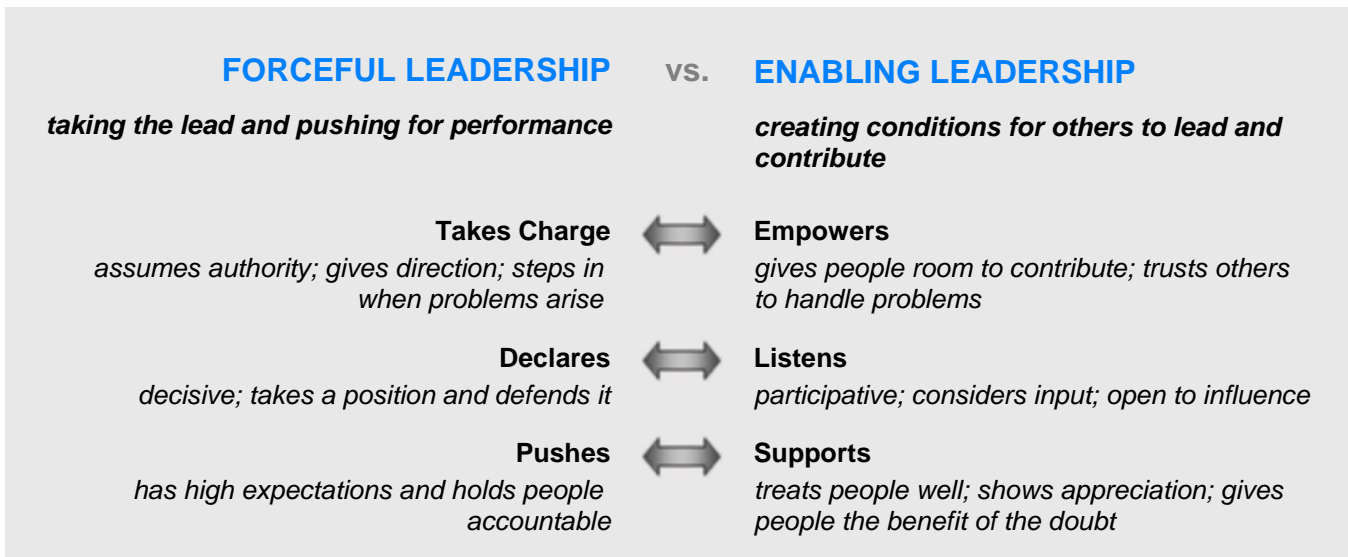 FORCEFUL LEADERSHIP vs. ENABLING LEADERSHIP
taking the lead and pushing for performance
creating conditions for others to lead and
contribute
Takes Charge
assumes authority; gives direction; steps in
when problems arise
Empowers
gives people room to contribute; trusts others
to handle problems
Declares
decisive; takes a position and defends it
Listens
participative; considers input; open to influence
Pushes
has high expectations and holds people
accountable
Supports
treats people well; shows appreciation; gives
people the benefit of the doubt